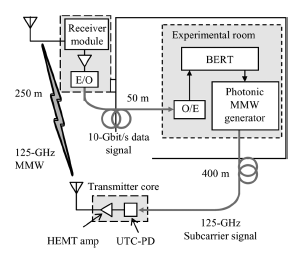 Receiver
module
E/O
250 m
125-GHz
MMW
50 m
10-Gbit/s data
signal
Experimental room
BERT
O/E
Photonic
MMW
generator
400 m
125-GHz
Subcarrier signal
Transmitter core
HEMT amp
UTC-PD